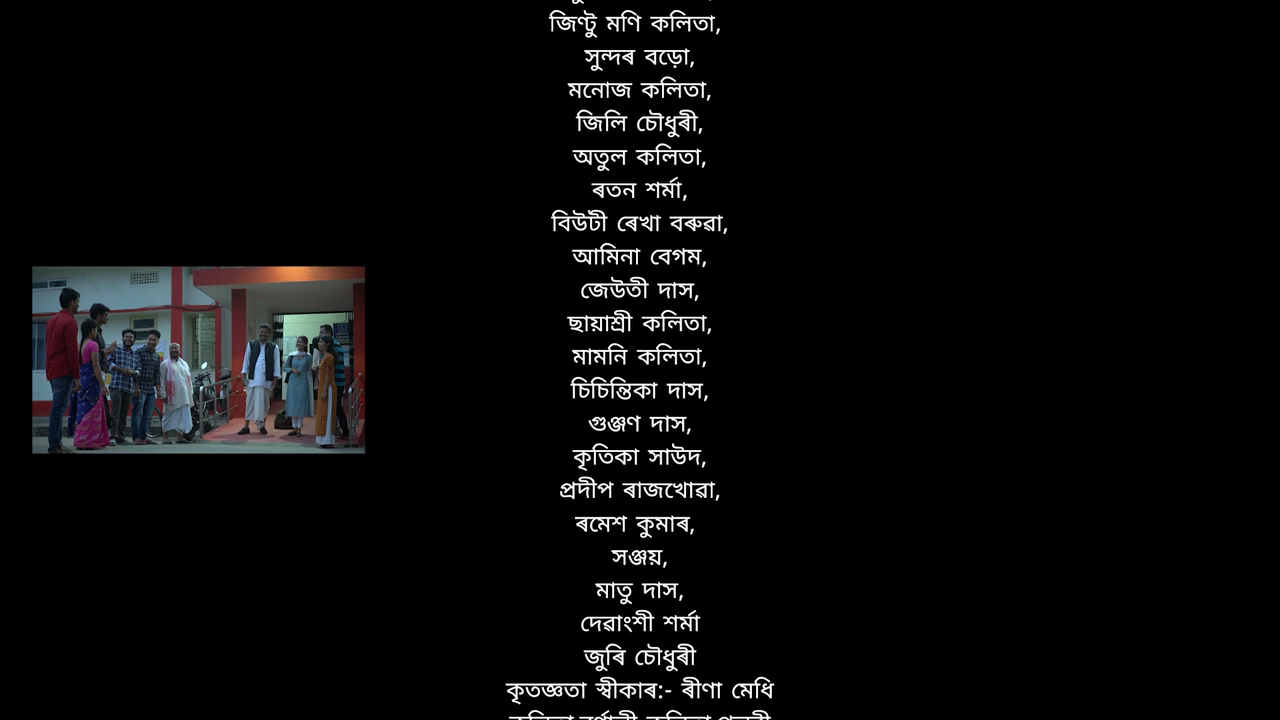 জিণ্টু মণি কলিতা,
সুন্দৰ বড়ো,
মনোজ কলিতা,
জিলি চৌধুৰী,
অতুল কলিতা,
ৰতন শৰ্মা,
বিউটী ৰেখা বৰুৱা,
আমিনা বেগম,
জেউতী দাস,
ছায়াশ্ৰী কলিতা,
মামনি কলিতা,
চিচিন্তিকা দাস,
গুঞ্জণ দাস,
কৃতিকা সাউদ,
প্ৰদীপ ৰাজখোৱা,
ৰমেশ কুমাৰ,
সঞ্জয়,
মাতু দাস,
দেৱাংশী শৰ্মা
জুৰি চৌধুৰী
কৃতজ্ঞতা স্বীকাৰ:- ৰীণা মেধি